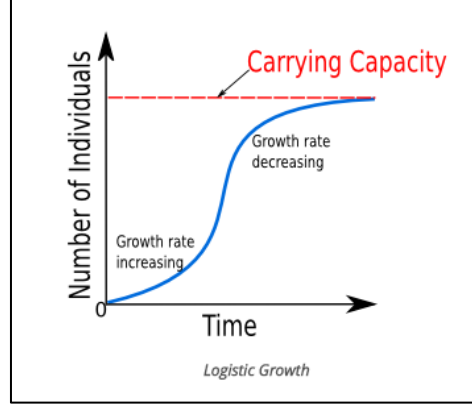 Carrying Capacity
Number of Individuals
Growth rate
decreasing
Growth rate
increasing
0
Time
Logistic Growth